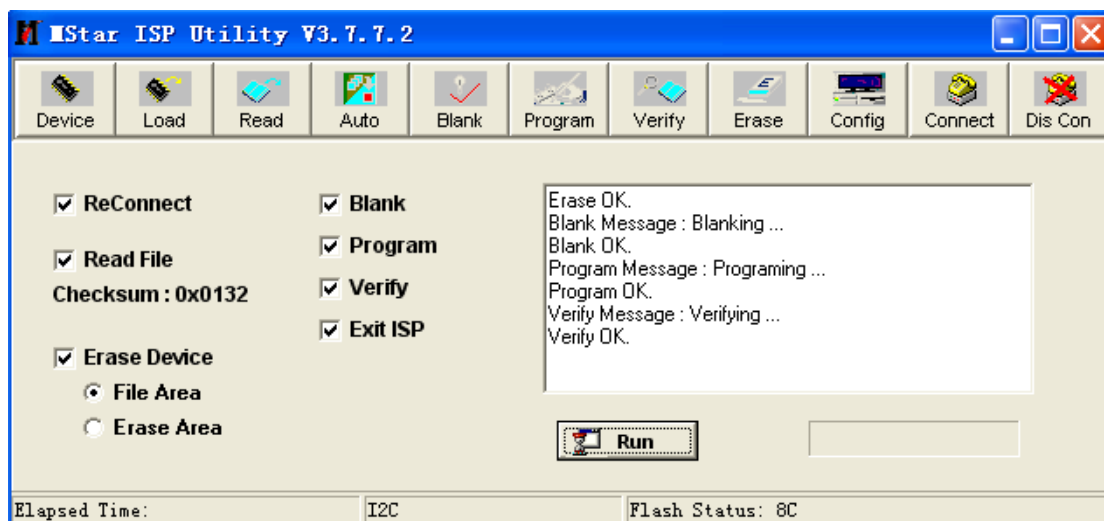 MStar ISP Utility V3.7.7.2
Device Load Read Auto Blank Program Verify Erase Config Connect Dis Con
ReConnect
Read File
Checksum : 0x0132
Erase Device
File Area
Erase Area
Blank
Program
Verify
Exit ISP
Erase OK.
Blank Message : Blanking ...
Blank OK.
Program Message : Programing ...
Program OK.
Verify Message : Verifying ...
Verify OK.
Run
Elapsed Time: I2C Flash Status: 8C